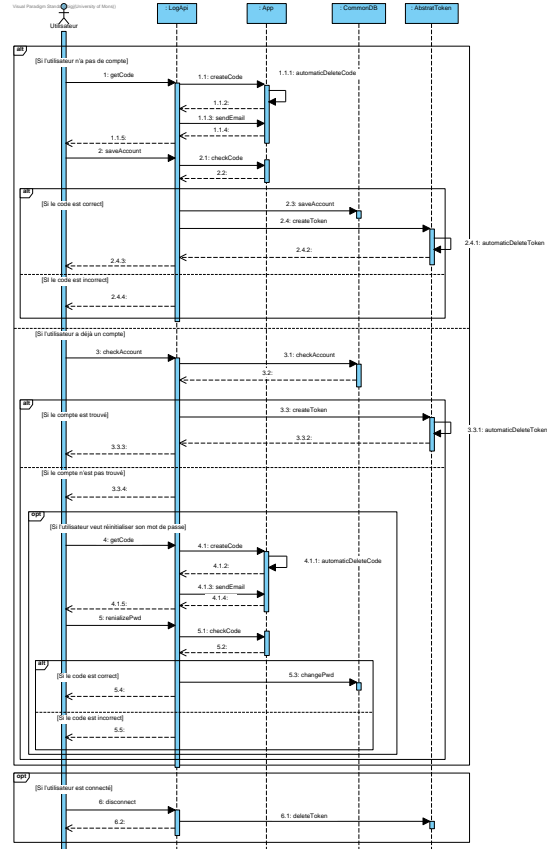 Visual Paradigm Standard(University of Mons)
: LogApi
: App
: CommonDB
: AbstratToken
Utilisateur
alt
[Si l'utilisateur n'a pas de compte]
1: getCode
1.1: createCode
1.1.1: automaticDeleteCode
1.1.2:
1.1.3: sendEmail
1.1.4:
1.1.5:
2: saveAccount
2.1: checkCode
2.2:
alt
[Si le code est correct]
2.3: saveAccount
2.4: createToken
2.4.1: automaticDeleteToken
2.4.2:
2.4.3:
[Si le code est incorrect]
2.4.4:
[Si l'utilisateur a déjà un compte]
3: checkAccount
3.1: checkAccount
3.2:
alt
[Si le compte est trouvé]
3.3: createToken
3.3.1: automaticDeleteToken
3.3.2:
3.3.3:
[Si le compte n'est pas trouvé]
3.3.4:
opt
[Si l'utilisateur veut réinitialiser son mot de passe]
4: getCode
4.1: createCode
4.1.1: automaticDeleteCode
4.1.2:
4.1.3: sendEmail
4.1.4:
4.1.5:
5: renializePwd
5.1: checkCode
5.2:
alt
[Si le code est correct]
5.3: changePwd
5.4:
[Si le code est incorrect]
5.5:
opt
[Si l'utilisateur est connecté]
6: disconnect
6.1: deleteToken
6.2: